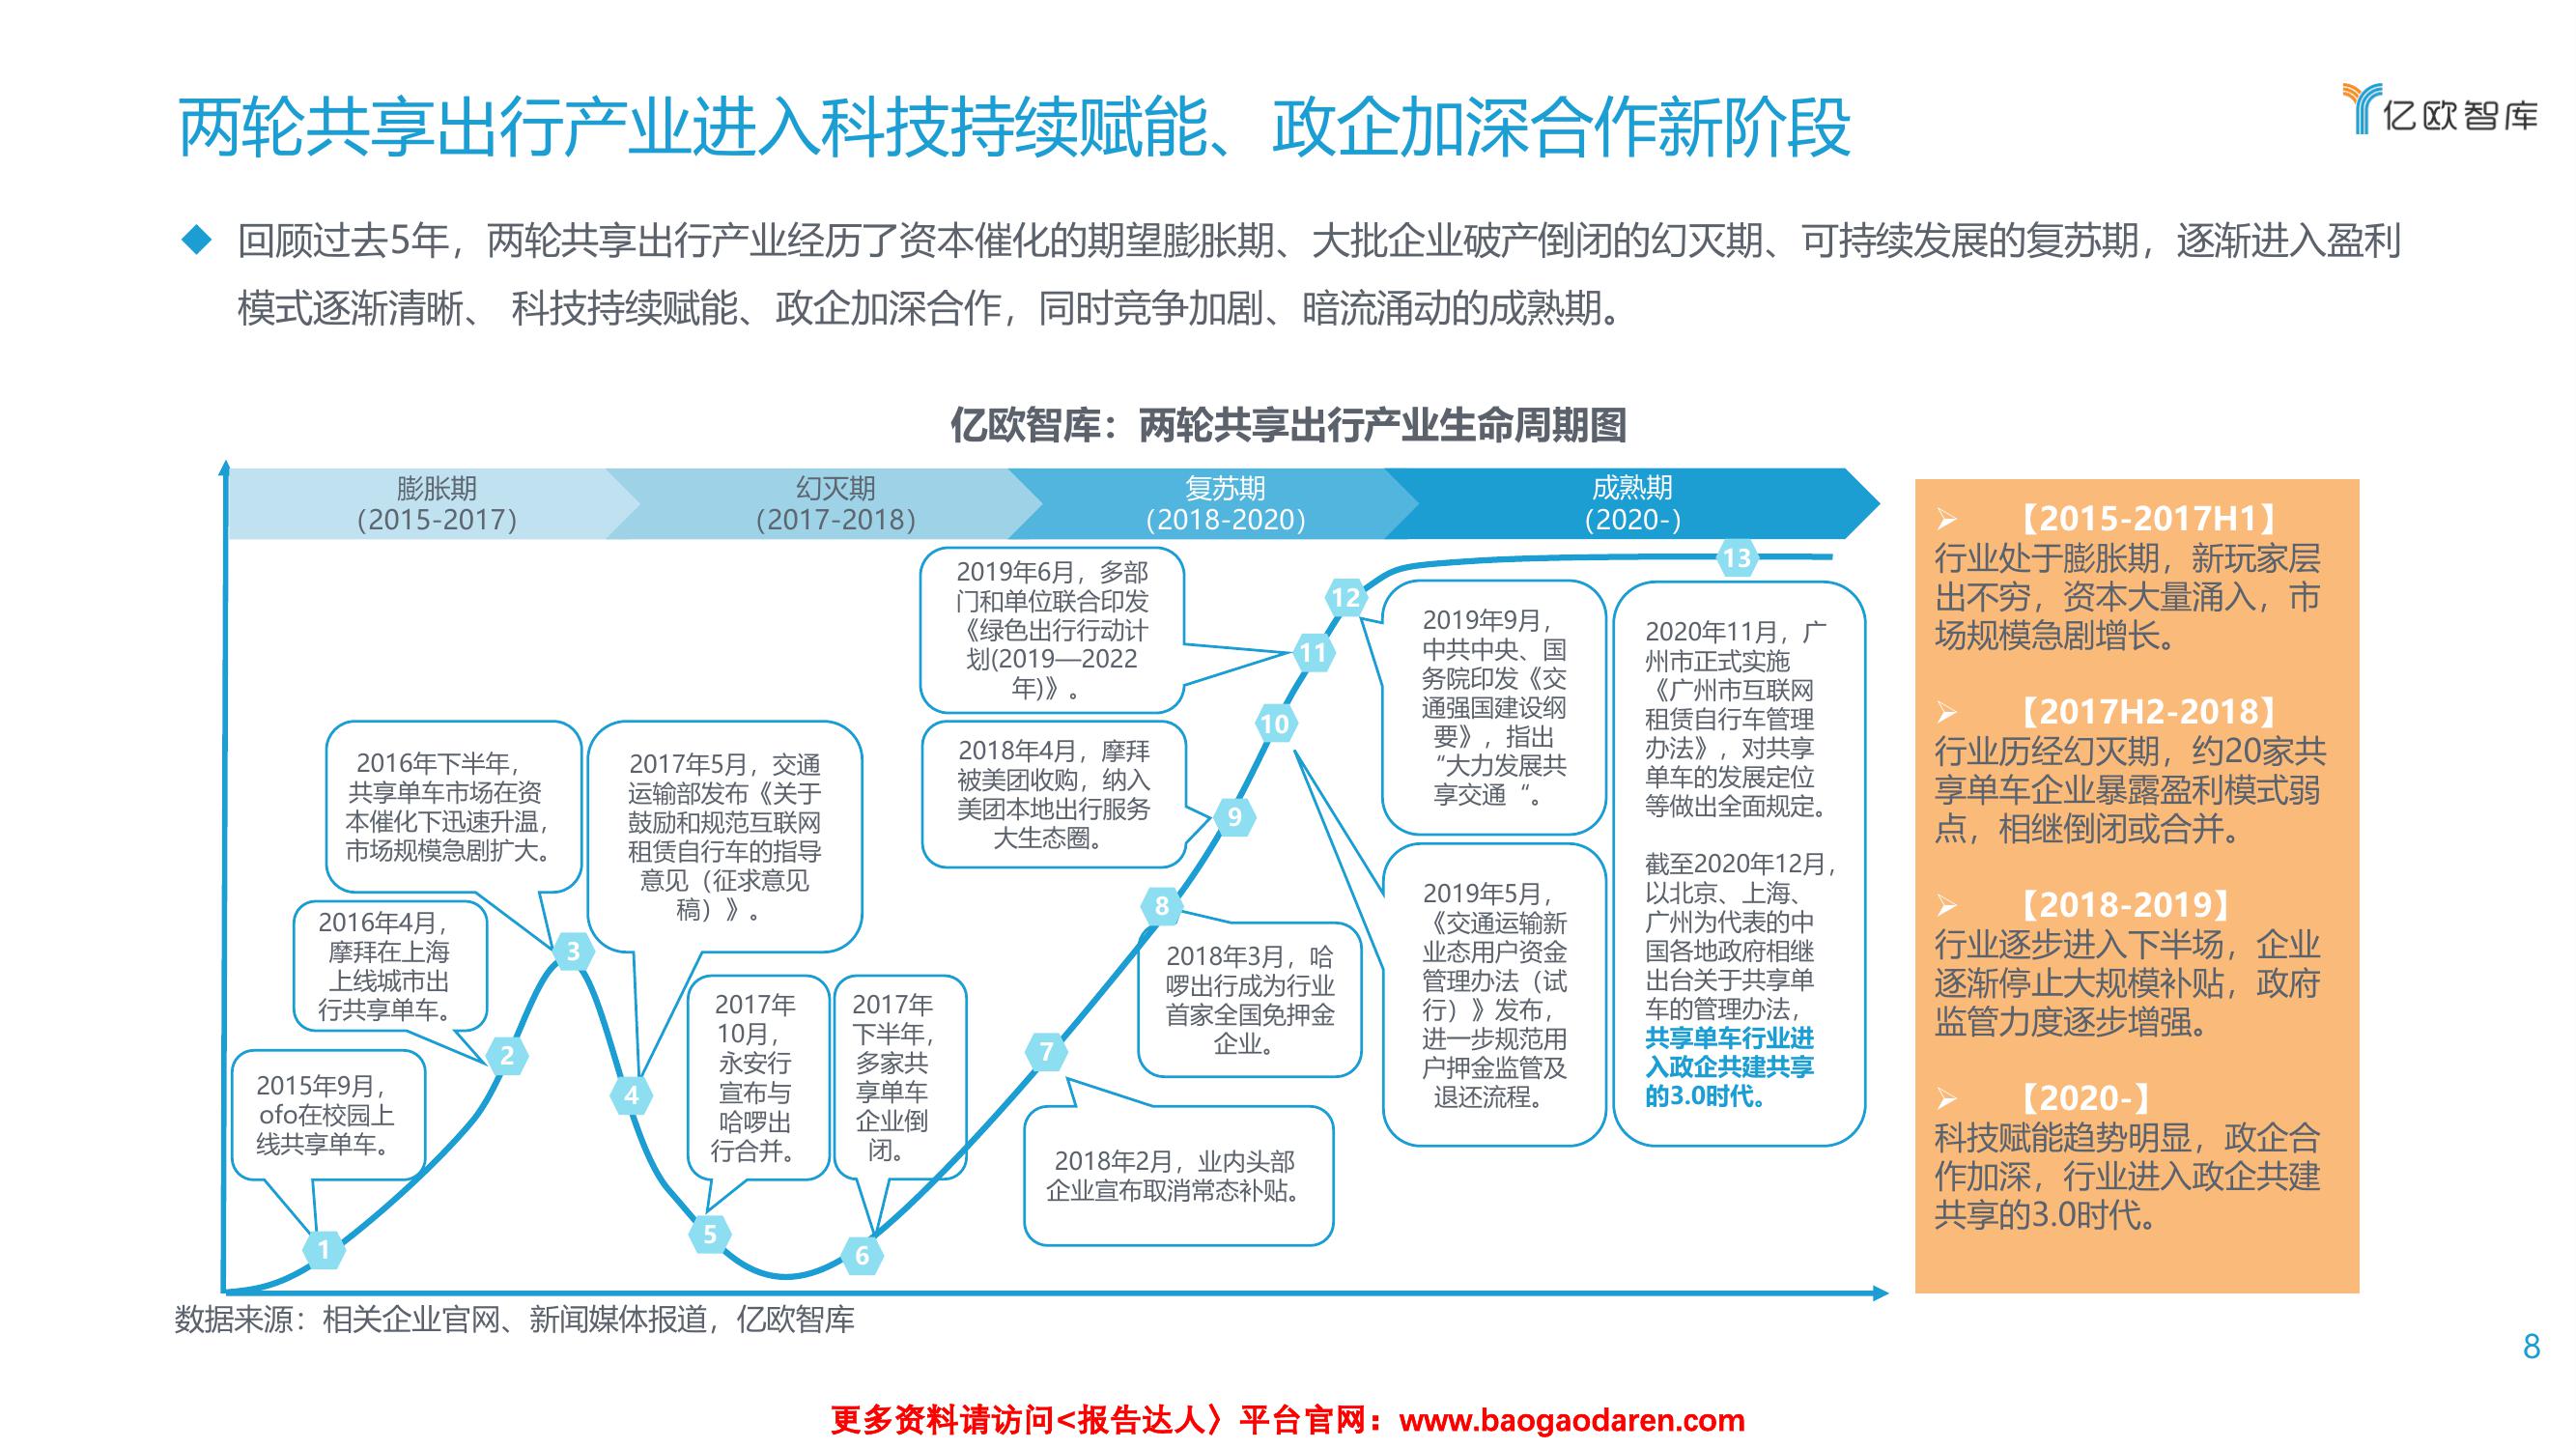 两轮共享出行产业进入科技持续赋能、政企加深合作新阶段
亿欧智库
回顾过去5年，两轮共享出行产业经历了资本催化的期望膨胀期、大批企业破产倒闭的幻灭期、可持续发展的复苏期，逐渐进入盈利
模式逐渐清晰、 科技持续赋能、政企加深合作，同时竞争加剧、暗流涌动的成熟期。
亿欧智库：两轮共享出行产业生命周期图
膨胀期
（2015-2017）
幻灭期
（2017-2018）
复苏期
（2018-2020）
成熟期
（2020-）
1
2015年9月，
ofo在校园上
线共享单车。
2
2016年4月，
摩拜在上海
上线城市出
行共享单车。
3
2016年下半年，
共享单车市场在资
本催化下迅速升温，
市场规模急剧扩大。
4
2017年5月，交通
运输部发布《关于
鼓励和规范互联网
租赁自行车的指导
意见（征求意见
稿）》。
5
2017年
10月，
永安行
宣布与
哈啰出
行合并。
6
2017年
下半年，
多家共
享单车
企业倒
闭。
7
2018年2月，业内头部
企业宣布取消常态补贴。
8
2018年3月，哈
啰出行成为行业
首家全国免押金
企业。
9
2018年4月，摩拜
被美团收购，纳入
美团本地出行服务
大生态圈。
10
2019年5月，
《交通运输新
业态用户资金
管理办法（试
行）》发布，
进一步规范用
户押金监管及
退还流程。
11
2019年6月，多部
门和单位联合印发
《绿色出行行动计
划(2019—2022
年)》。
12
2019年9月，
中共中央、国
务院印发《交
通强国建设纲
要》，指出
“大力发展共
享交通“。
13
2020年11月，广
州市正式实施
《广州市互联网
租赁自行车管理
办法》，对共享
单车的发展定位
等做出全面规定。
截至2020年12月，
以北京、上海、
广州为代表的中
国各地政府相继
出台关于共享单
车的管理办法，
共享单车行业进
入政企共建共享
的3.0时代。
【2015-2017H1】
行业处于膨胀期，新玩家层
出不穷，资本大量涌入，市
场规模急剧增长。
【2017H2-2018】
行业历经幻灭期，约20家共
享单车企业暴露盈利模式弱
点，相继倒闭或合并。
【2018-2019】
行业逐步进入下半场，企业
逐渐停止大规模补贴，政府
监管力度逐步增强。
【2020-】
科技赋能趋势明显，政企合
作加深，行业进入政企共建
共享的3.0时代。
数据来源：相关企业官网、新闻媒体报道，亿欧智库
8
更多资料请访问<报告达人〉平台官网：www.baogaodaren.com